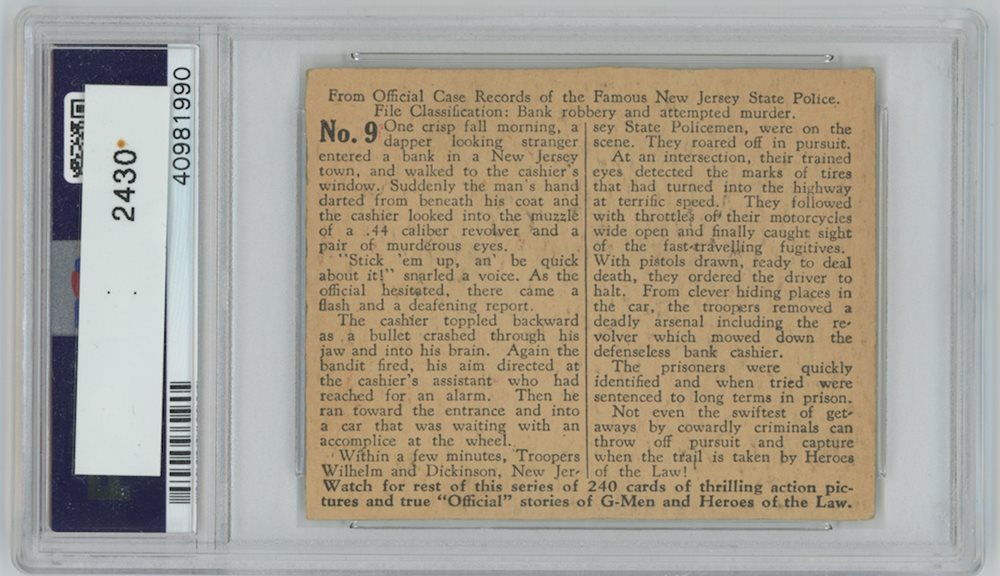 40981990
2430
From Official Case Records of the Famous New Jersey State Police.
File Classification: Bank robbery and attempted murder.
No. 9 One crisp fall morning, a
dapper looking stranger
entered a bank in a New Jersey
town, and walked to the cashier's
window. Suddenly the man's hand
darted from beneath his coat and
the cashier looked into the muzzle
of a .44 caliber revolver and a
pair of murderous eyes.
"Stick 'em up, an' be quick
about it!" snarled a voice. As the
official hesitated, there came a
flash and a deafening report.
The cashier toppled backward
as a bullet crashed through his
jaw and into his brain. Again the
bandit fired, his aim directed at
the cashier's assistant who had
reached for an alarm. Then he
ran toward the entrance and into
a car that was waiting with an
accomplice at the wheel.
Within a few minutes, Troopers
Wilhelm and Dickinson, New Jer-
sey State Policemen, were on the
scene. They roared off in pursuit.
At an intersection, their trained
eyes detected the marks of tires
that had turned into the highway
at terrific speed. They followed
with throttles of their motorcycles
wide open and finally caught sight
of the fast-travelling fugitives.
With pistols drawn, ready to deal
death, they ordered the driver to
halt. From clever hiding places in
the car, the troopers removed a
deadly arsenal including the re-
volver which mowed down the
defenseless bank cashier.
The prisoners were quickly
identified and when tried were
sentenced to long terms in prison.
Not even the swiftest of get-
aways by cowardly criminals can
throw off pursuit and capture
when the trail is taken by Heroes
of the Law!
Watch for rest of this series of 240 cards of thrilling action pic-
tures and true "Official" stories of G-Men and Heroes of the Law.